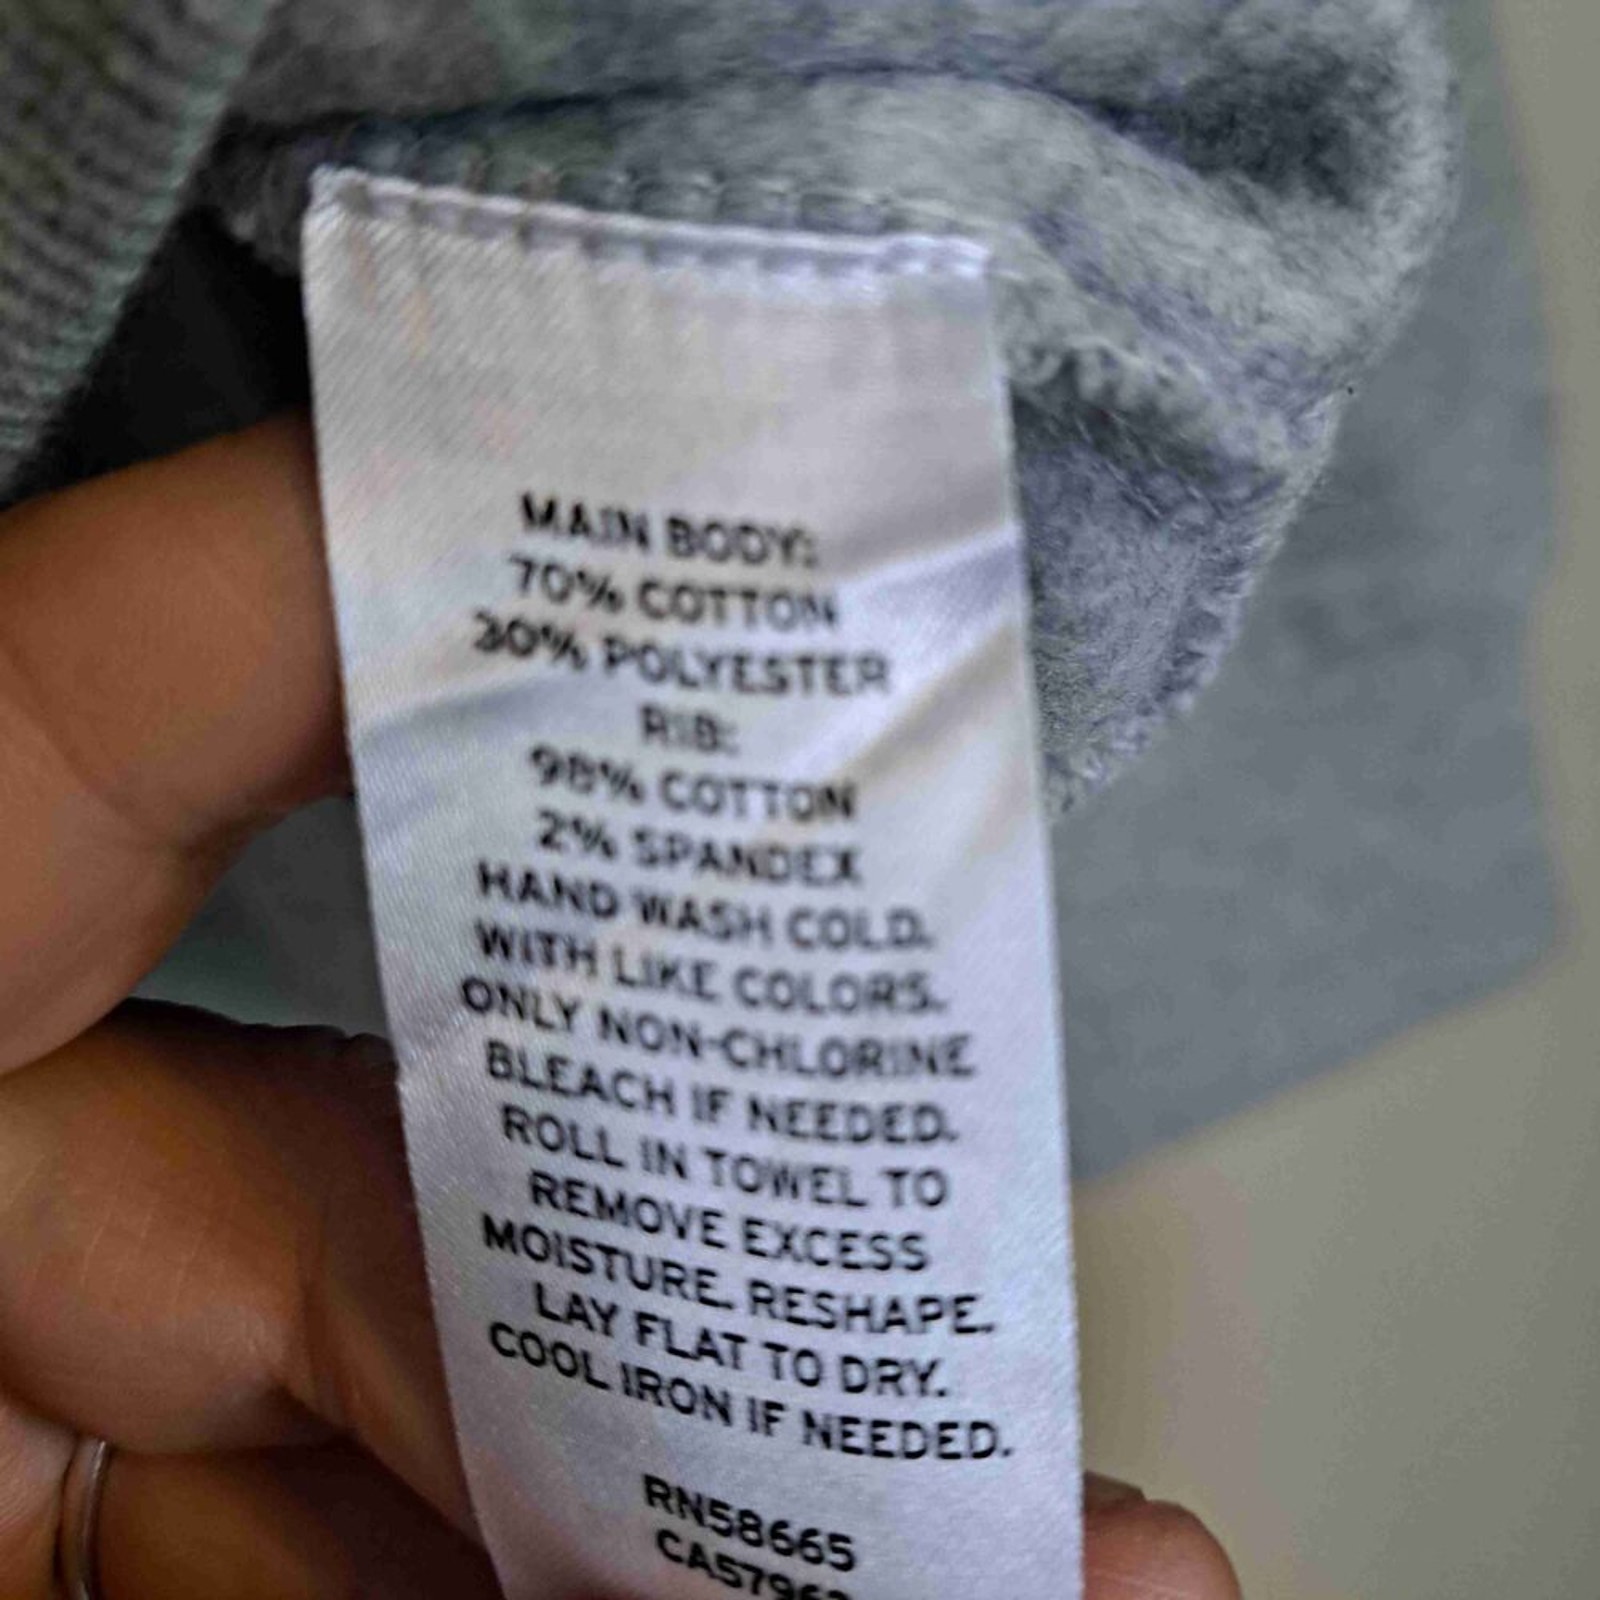 MAIN BODY:
70% COTTON
30% POLYESTER
RIB:
98% COTTON
2% SPANDEX
HAND WASH COLD.
WITH LIKE COLORS.
ONLY NON-CHLORINE
BLEACH IF NEEDED.
ROLL IN TOWEL TO
REMOVE EXCESS
MOISTURE. RESHAPE.
LAY FLAT TO DRY.
COOL IRON IF NEEDED.
RN58665